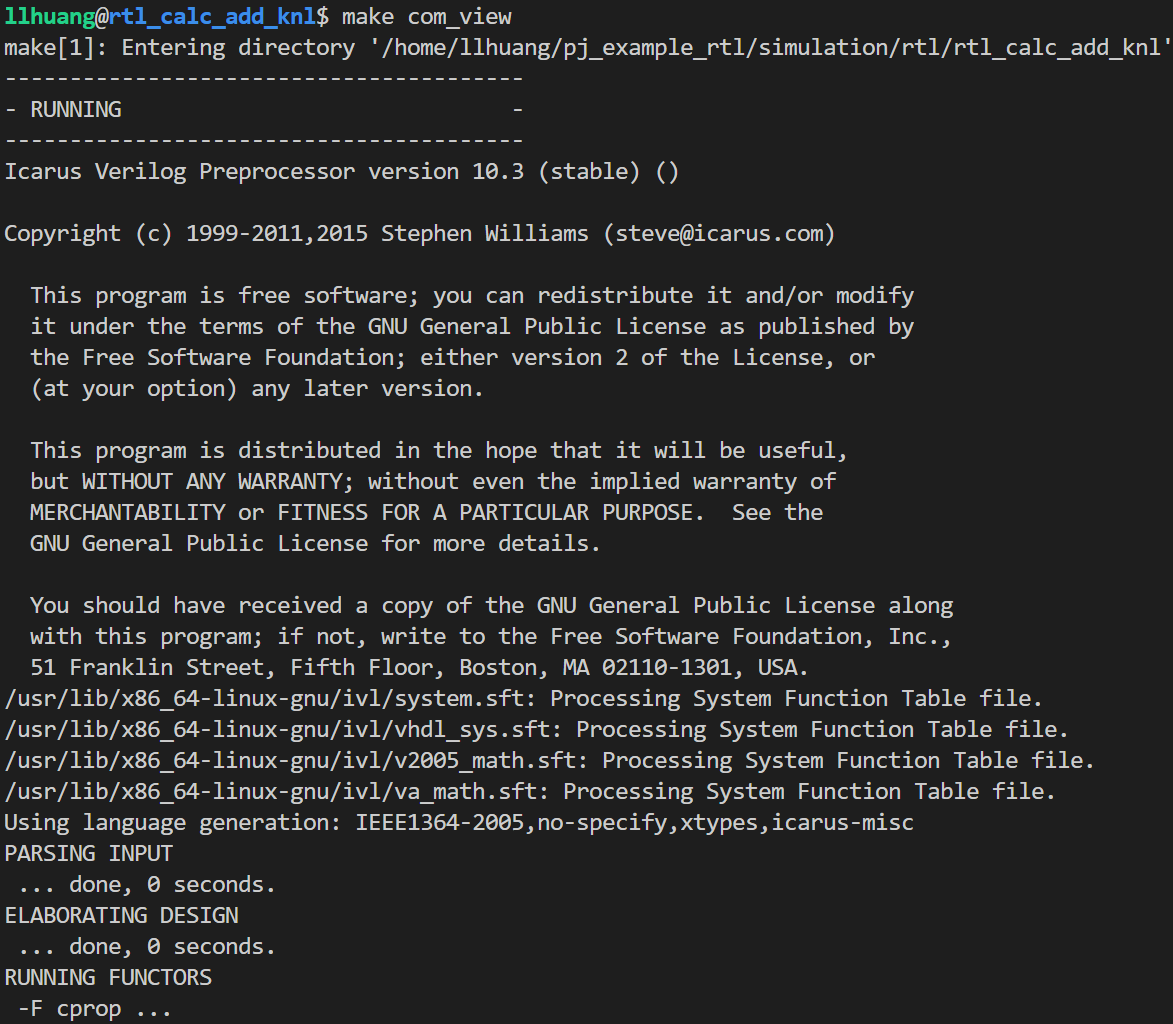 llhuang@rtl_calc_add_knl$ make com_view
make[1]: Entering directory '/home/llhuang/pj_example_rtl/simulation/rtl/rtl_calc_add_knl'
----------------------------------------
- RUNNING                              -
----------------------------------------
Icarus Verilog Preprocessor version 10.3 (stable) ()

Copyright (c) 1999-2011,2015 Stephen Williams (steve@icarus.com)

  This program is free software; you can redistribute it and/or modify
  it under the terms of the GNU General Public License as published by
  the Free Software Foundation; either version 2 of the License, or
  (at your option) any later version.

  This program is distributed in the hope that it will be useful,
  but WITHOUT ANY WARRANTY; without even the implied warranty of
  MERCHANTABILITY or FITNESS FOR A PARTICULAR PURPOSE.  See the
  GNU General Public License for more details.

  You should have received a copy of the GNU General Public License along
  with this program; if not, write to the Free Software Foundation, Inc.,
  51 Franklin Street, Fifth Floor, Boston, MA 02110-1301, USA.
/usr/lib/x86_64-linux-gnu/ivl/system.sft: Processing System Function Table file.
/usr/lib/x86_64-linux-gnu/ivl/vhdl_sys.sft: Processing System Function Table file.
/usr/lib/x86_64-linux-gnu/ivl/v2005_math.sft: Processing System Function Table file.
/usr/lib/x86_64-linux-gnu/ivl/va_math.sft: Processing System Function Table file.
Using language generation: IEEE1364-2005,no-specify,xtypes,icarus-misc
PARSING INPUT
 ... done, 0 seconds.
ELABORATING DESIGN
 ... done, 0 seconds.
RUNNING FUNCTORS
 -F cprop ...